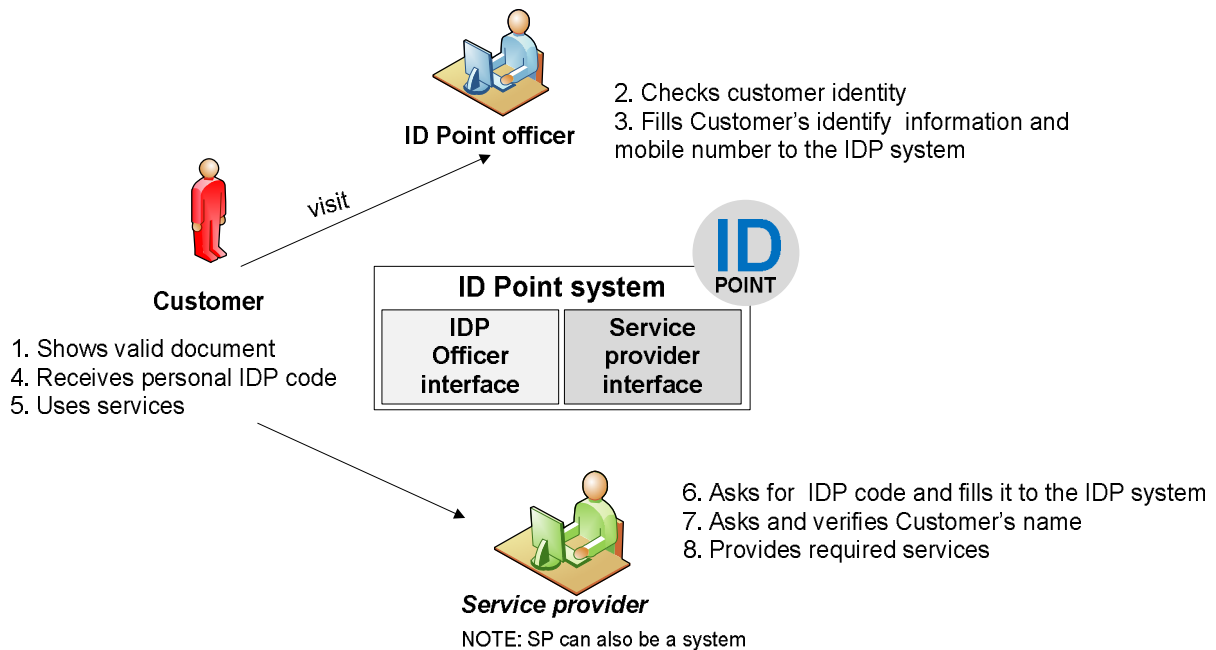 ID Point officer
2. Checks customer identity
3. Fills Customer's identify information and
mobile number to the IDP system
visit
Customer
1. Shows valid document
4. Receives personal IDP code
5. Uses services
ID Point system
IDP
Officer
interface
Service
provider
interface
ID
POINT
6. Asks for IDP code and fills it to the IDP system
7. Asks and verifies Customer's name
8. Provides required services
Service provider
NOTE: SP can also be a system